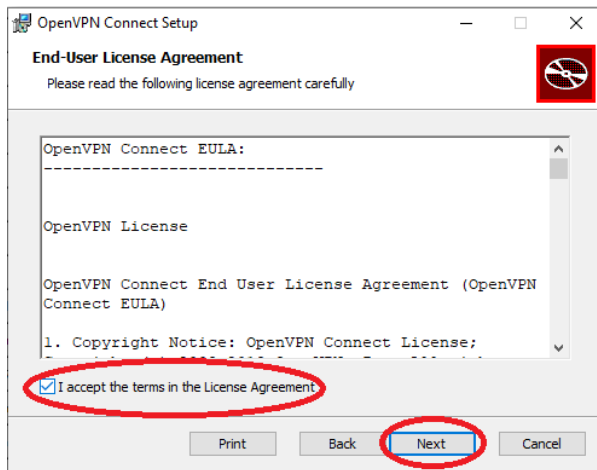 OpenVPN Connect Setup
End-User License Agreement
Please read the following license agreement carefully
OpenVPN Connect EULA:
-----------------------------
OpenVPN License
OpenVPN Connect End User License Agreement (OpenVPN
Connect EULA)
1. Copyright Notice: OpenVPN Connect License;
I accept the terms in the License Agreement
Print Back Next Cancel